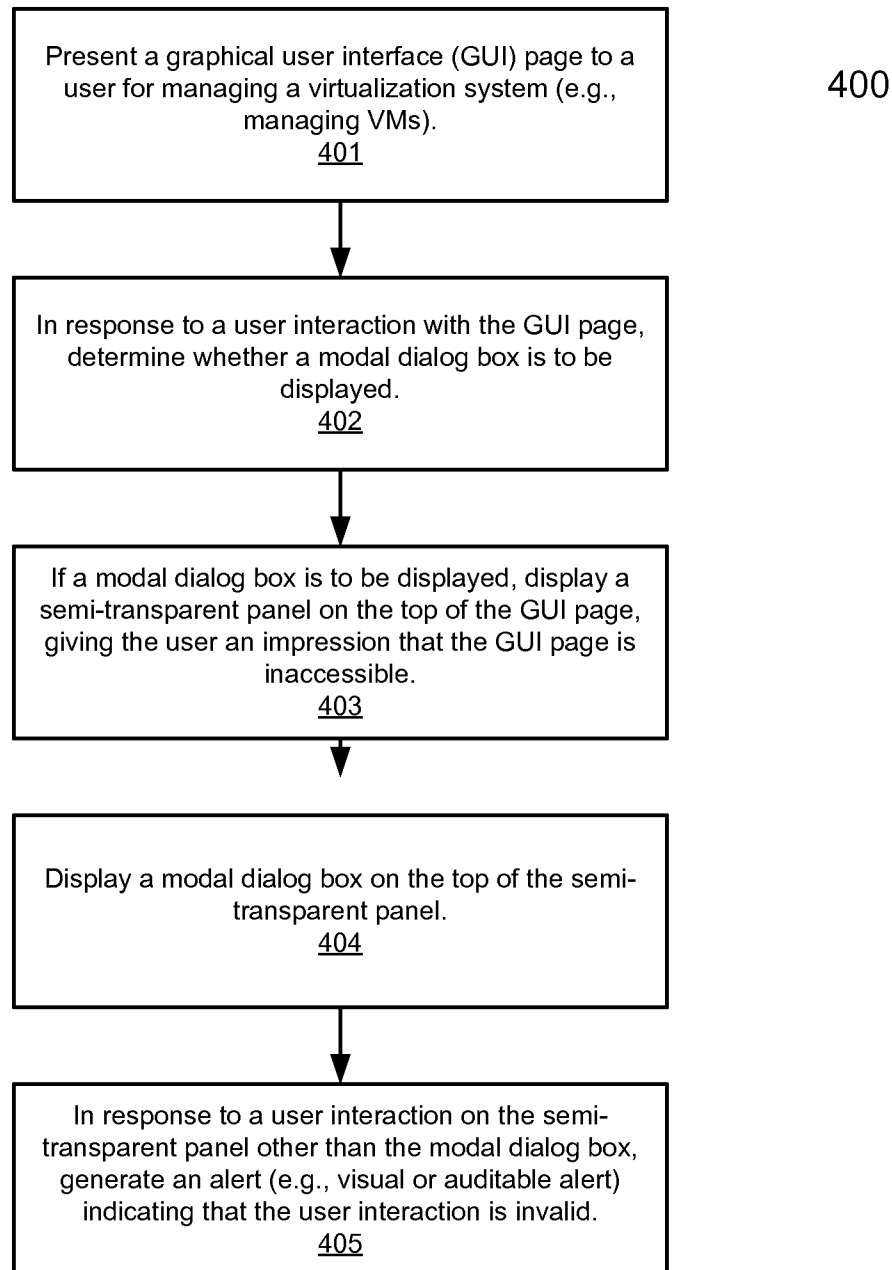 Present a graphical user interface (GUI) page to a
user for managing a virtualization system (e.g.,
managing VMs).
401
400
In response to a user interaction with the GUI page,
determine whether a modal dialog box is to be
displayed.
402
If a modal dialog box is to be displayed, display a
semi-transparent panel on the top of the GUI page,
giving the user an impression that the GUI page is
inaccessible.
403
Display a modal dialog box on the top of the semi-
transparent panel.
404
In response to a user interaction on the semi-
transparent panel other than the modal dialog box,
generate an alert (e.g., visual or auditable alert)
indicating that the user interaction is invalid.
405